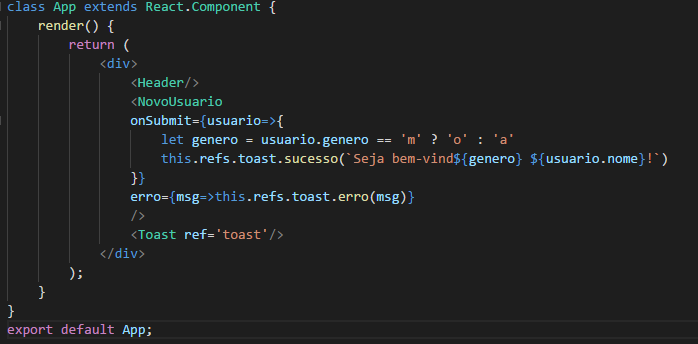 class App extends React.Component {
render() {
return (
<div>
<Header/>
<NovoUsuario
onSubmit={usuario=>{
let genero = usuario.genero == 'm' ? 'o' : 'a'
this.refs.toast.sucesso(`Seja bem-vind${genero} ${usuario.nome}!`)
}}
erro={msg=>this.refs.toast.erro(msg)}
/>
<Toast ref='toast'/>
</div>
);
}
}
export default App;